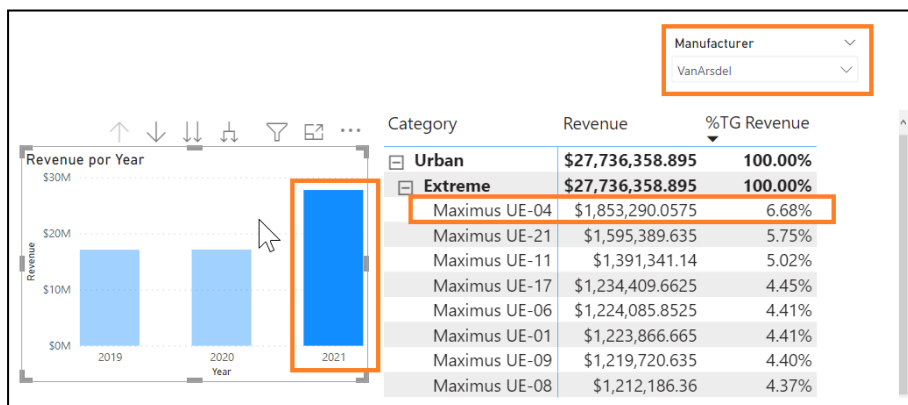 Manufacturer
VanArsdel
Revenue por Year
$30M
$20M
$10M
$0M
Revenue
2019 2020 2021
Year
Category Revenue %TG Revenue
Urban $27,736,358.895 100.00%
Extreme $27,736,358.895 100.00%
Maximus UE-04 $1,853,290.0575 6.68%
Maximus UE-21 $1,595,389.635 5.75%
Maximus UE-11 $1,391,341.14 5.02%
Maximus UE-17 $1,234,409.6625 4.45%
Maximus UE-06 $1,224,085.8525 4.41%
Maximus UE-01 $1,223,866.665 4.41%
Maximus UE-09 $1,219,720.635 4.40%
Maximus UE-08 $1,212,186.36 4.37%